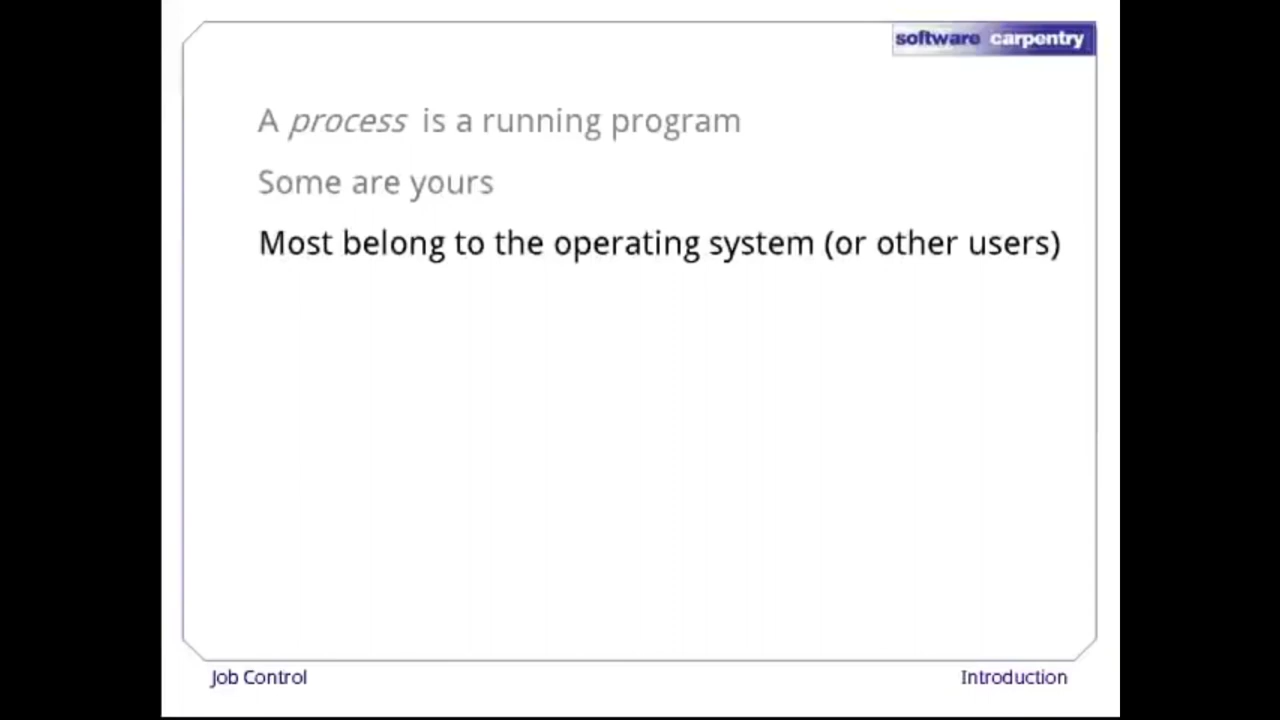 software carpentry
A process is a running program
Some are yours
Most belong to the operating system (or other users)
Job Control
Introduction